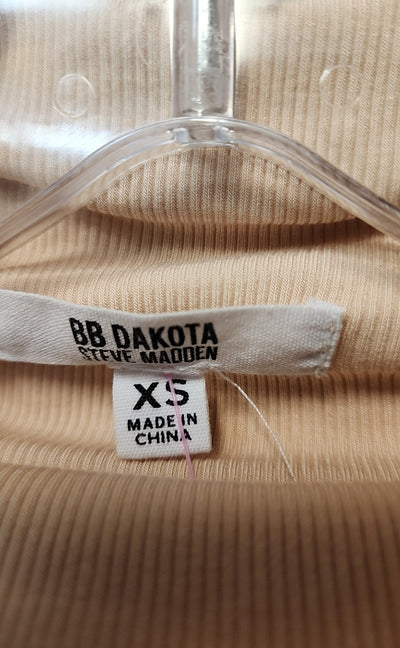 BB DAKOTA
STEVE MADDEN
XS
MADE IN
CHINA